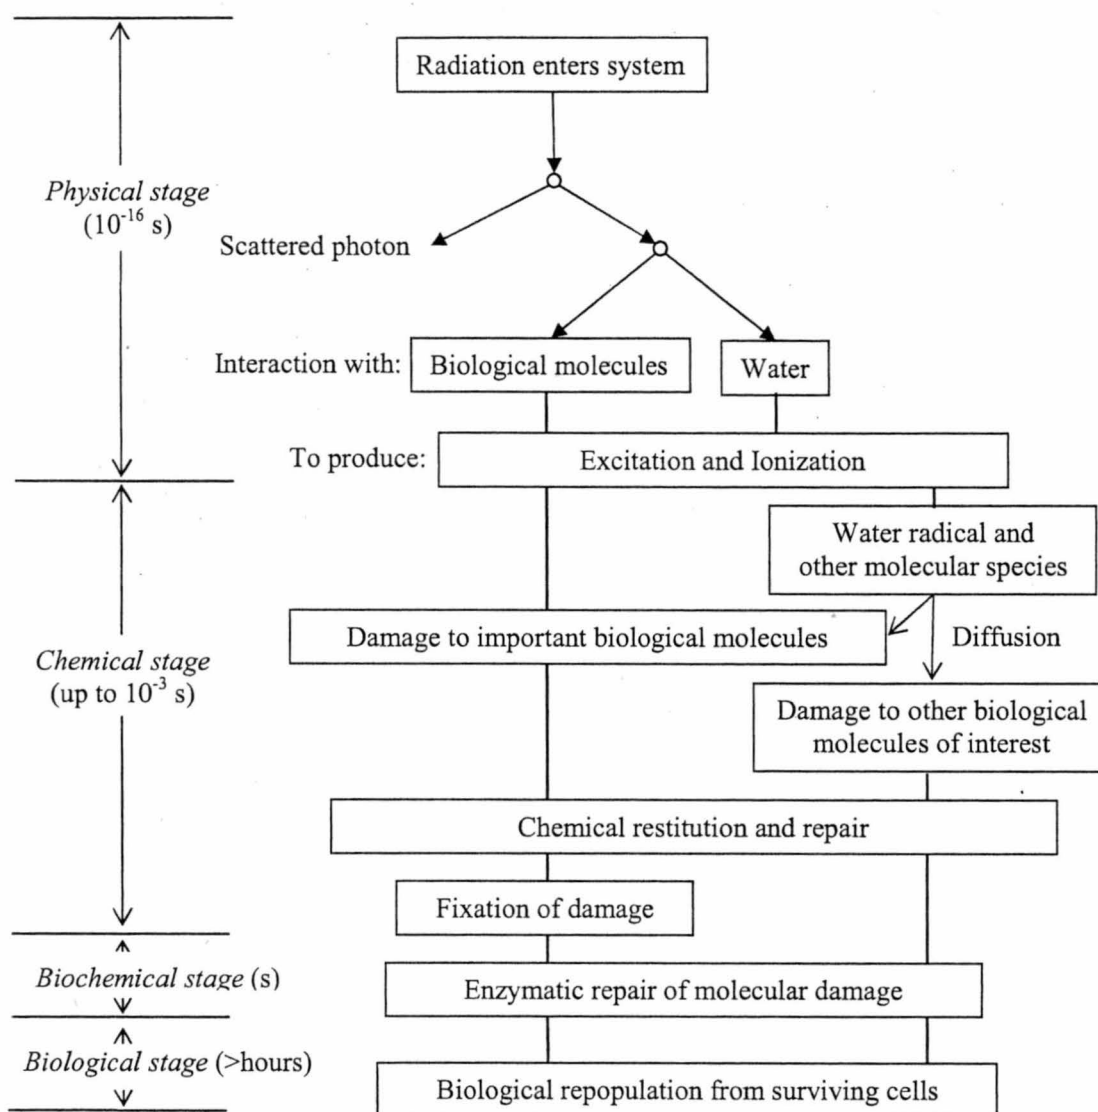 Radiation enters system
Physical stage
(10⁻¹⁶ s)
Scattered photon
Interaction with:
Biological molecules
Water
To produce:
Excitation and Ionization
Water radical and
other molecular species
Damage to important biological molecules
Diffusion
Chemical stage
(up to 10⁻³ s)
Damage to other biological
molecules of interest
Chemical restitution and repair
Fixation of damage
Biochemical stage (s)
Enzymatic repair of molecular damage
Biological stage (>hours)
Biological repopulation from surviving cells